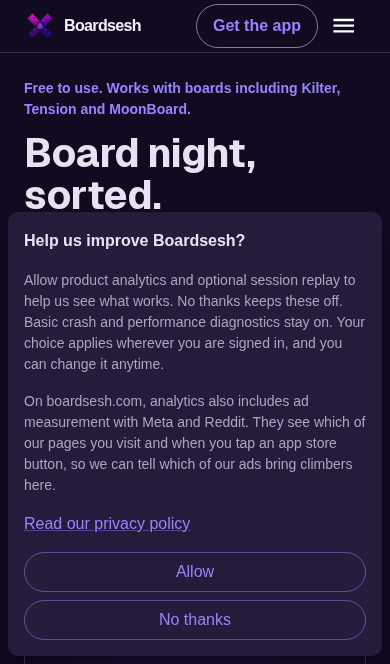 Boardsesh
Get the app
Free to use. Works with boards including Kilter,
Tension and MoonBoard.
Board night,
sorted.
Help us improve Boardsesh?
Allow product analytics and optional session replay to
help us see what works. No thanks keeps these off.
Basic crash and performance diagnostics stay on. Your
choice applies wherever you are signed in, and you
can change it anytime.
On boardsesh.com, analytics also includes ad
measurement with Meta and Reddit. They see which of
our pages you visit and when you tap an app store
button, so we can tell which of our ads bring climbers
here.
Read our privacy policy
Allow
No thanks